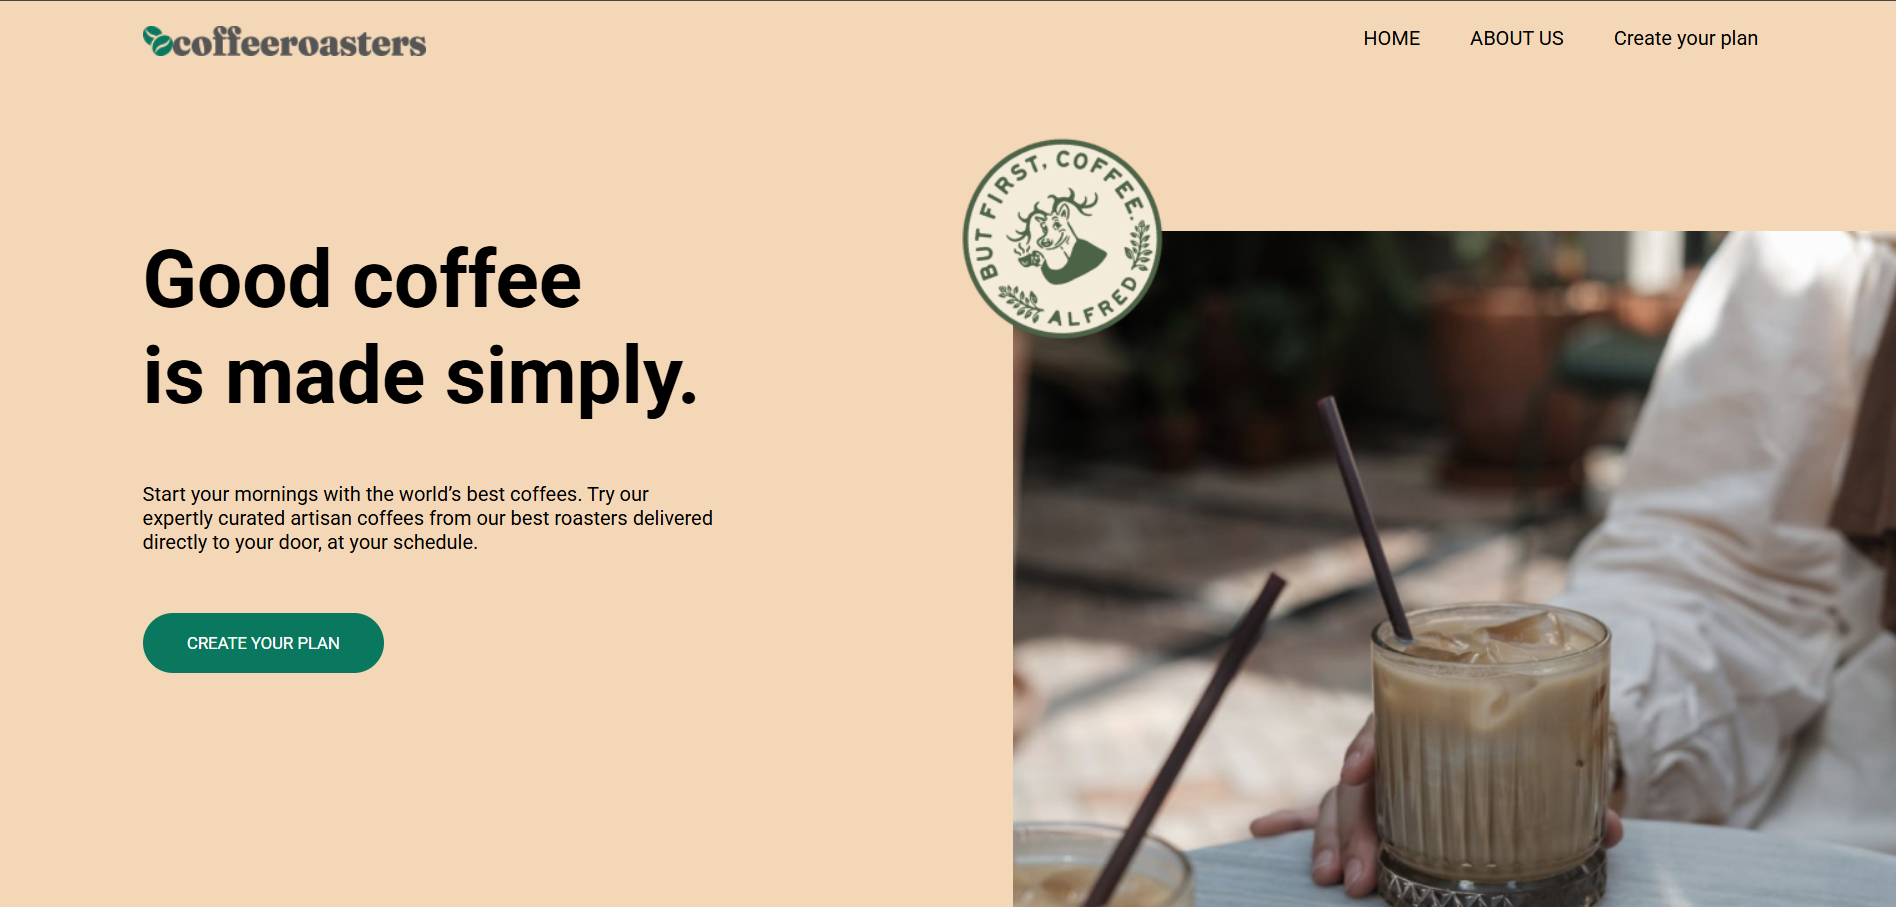 coffeeroasters
HOME ABOUT US Create your plan
BUT FIRST, COFFEE.
ALFRED
Good coffee
is made simply.
Start your mornings with the world’s best coffees. Try our
expertly curated artisan coffees from our best roasters delivered
directly to your door, at your schedule.
CREATE YOUR PLAN